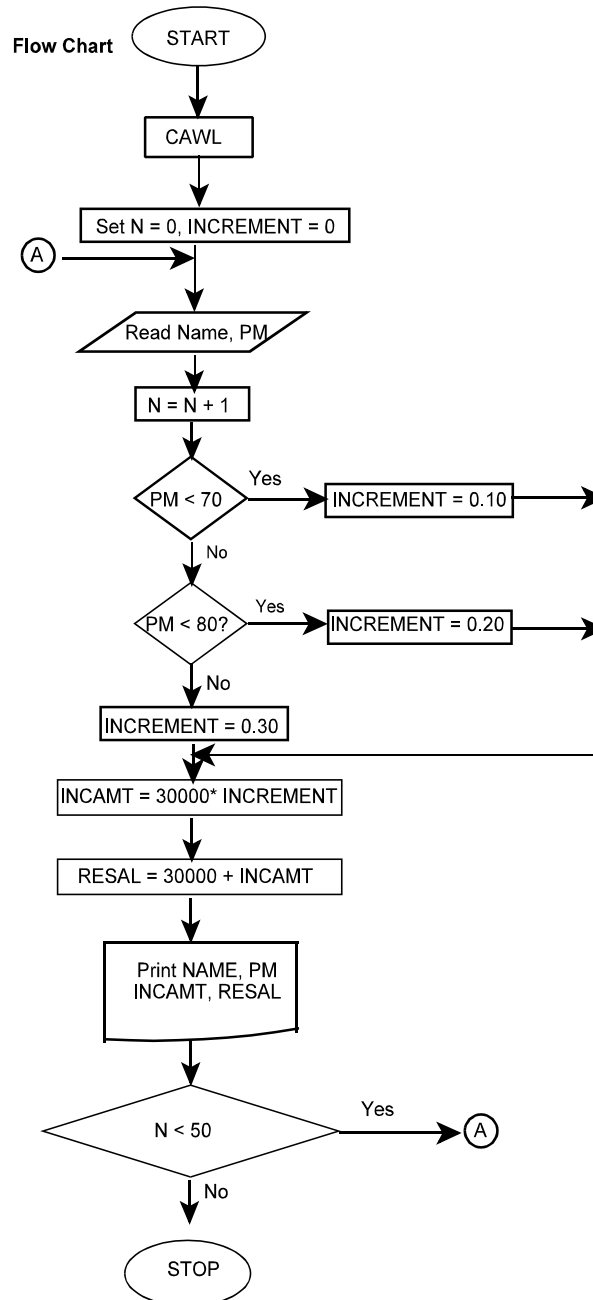 Flow Chart
START
CAWL
Set N = 0, INCREMENT = 0
A
Read Name, PM
N = N + 1
PM < 70
Yes
INCREMENT = 0.10
No
PM < 80?
Yes
INCREMENT = 0.20
No
INCREMENT = 0.30
INCAMT = 30000* INCREMENT
RESAL = 30000 + INCAMT
Print NAME, PM
INCAMT, RESAL
N < 50
Yes
A
No
STOP